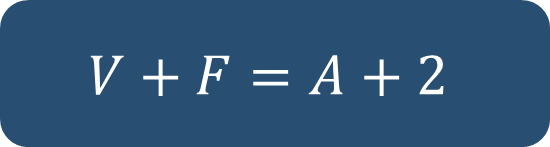 V + F = A + 2